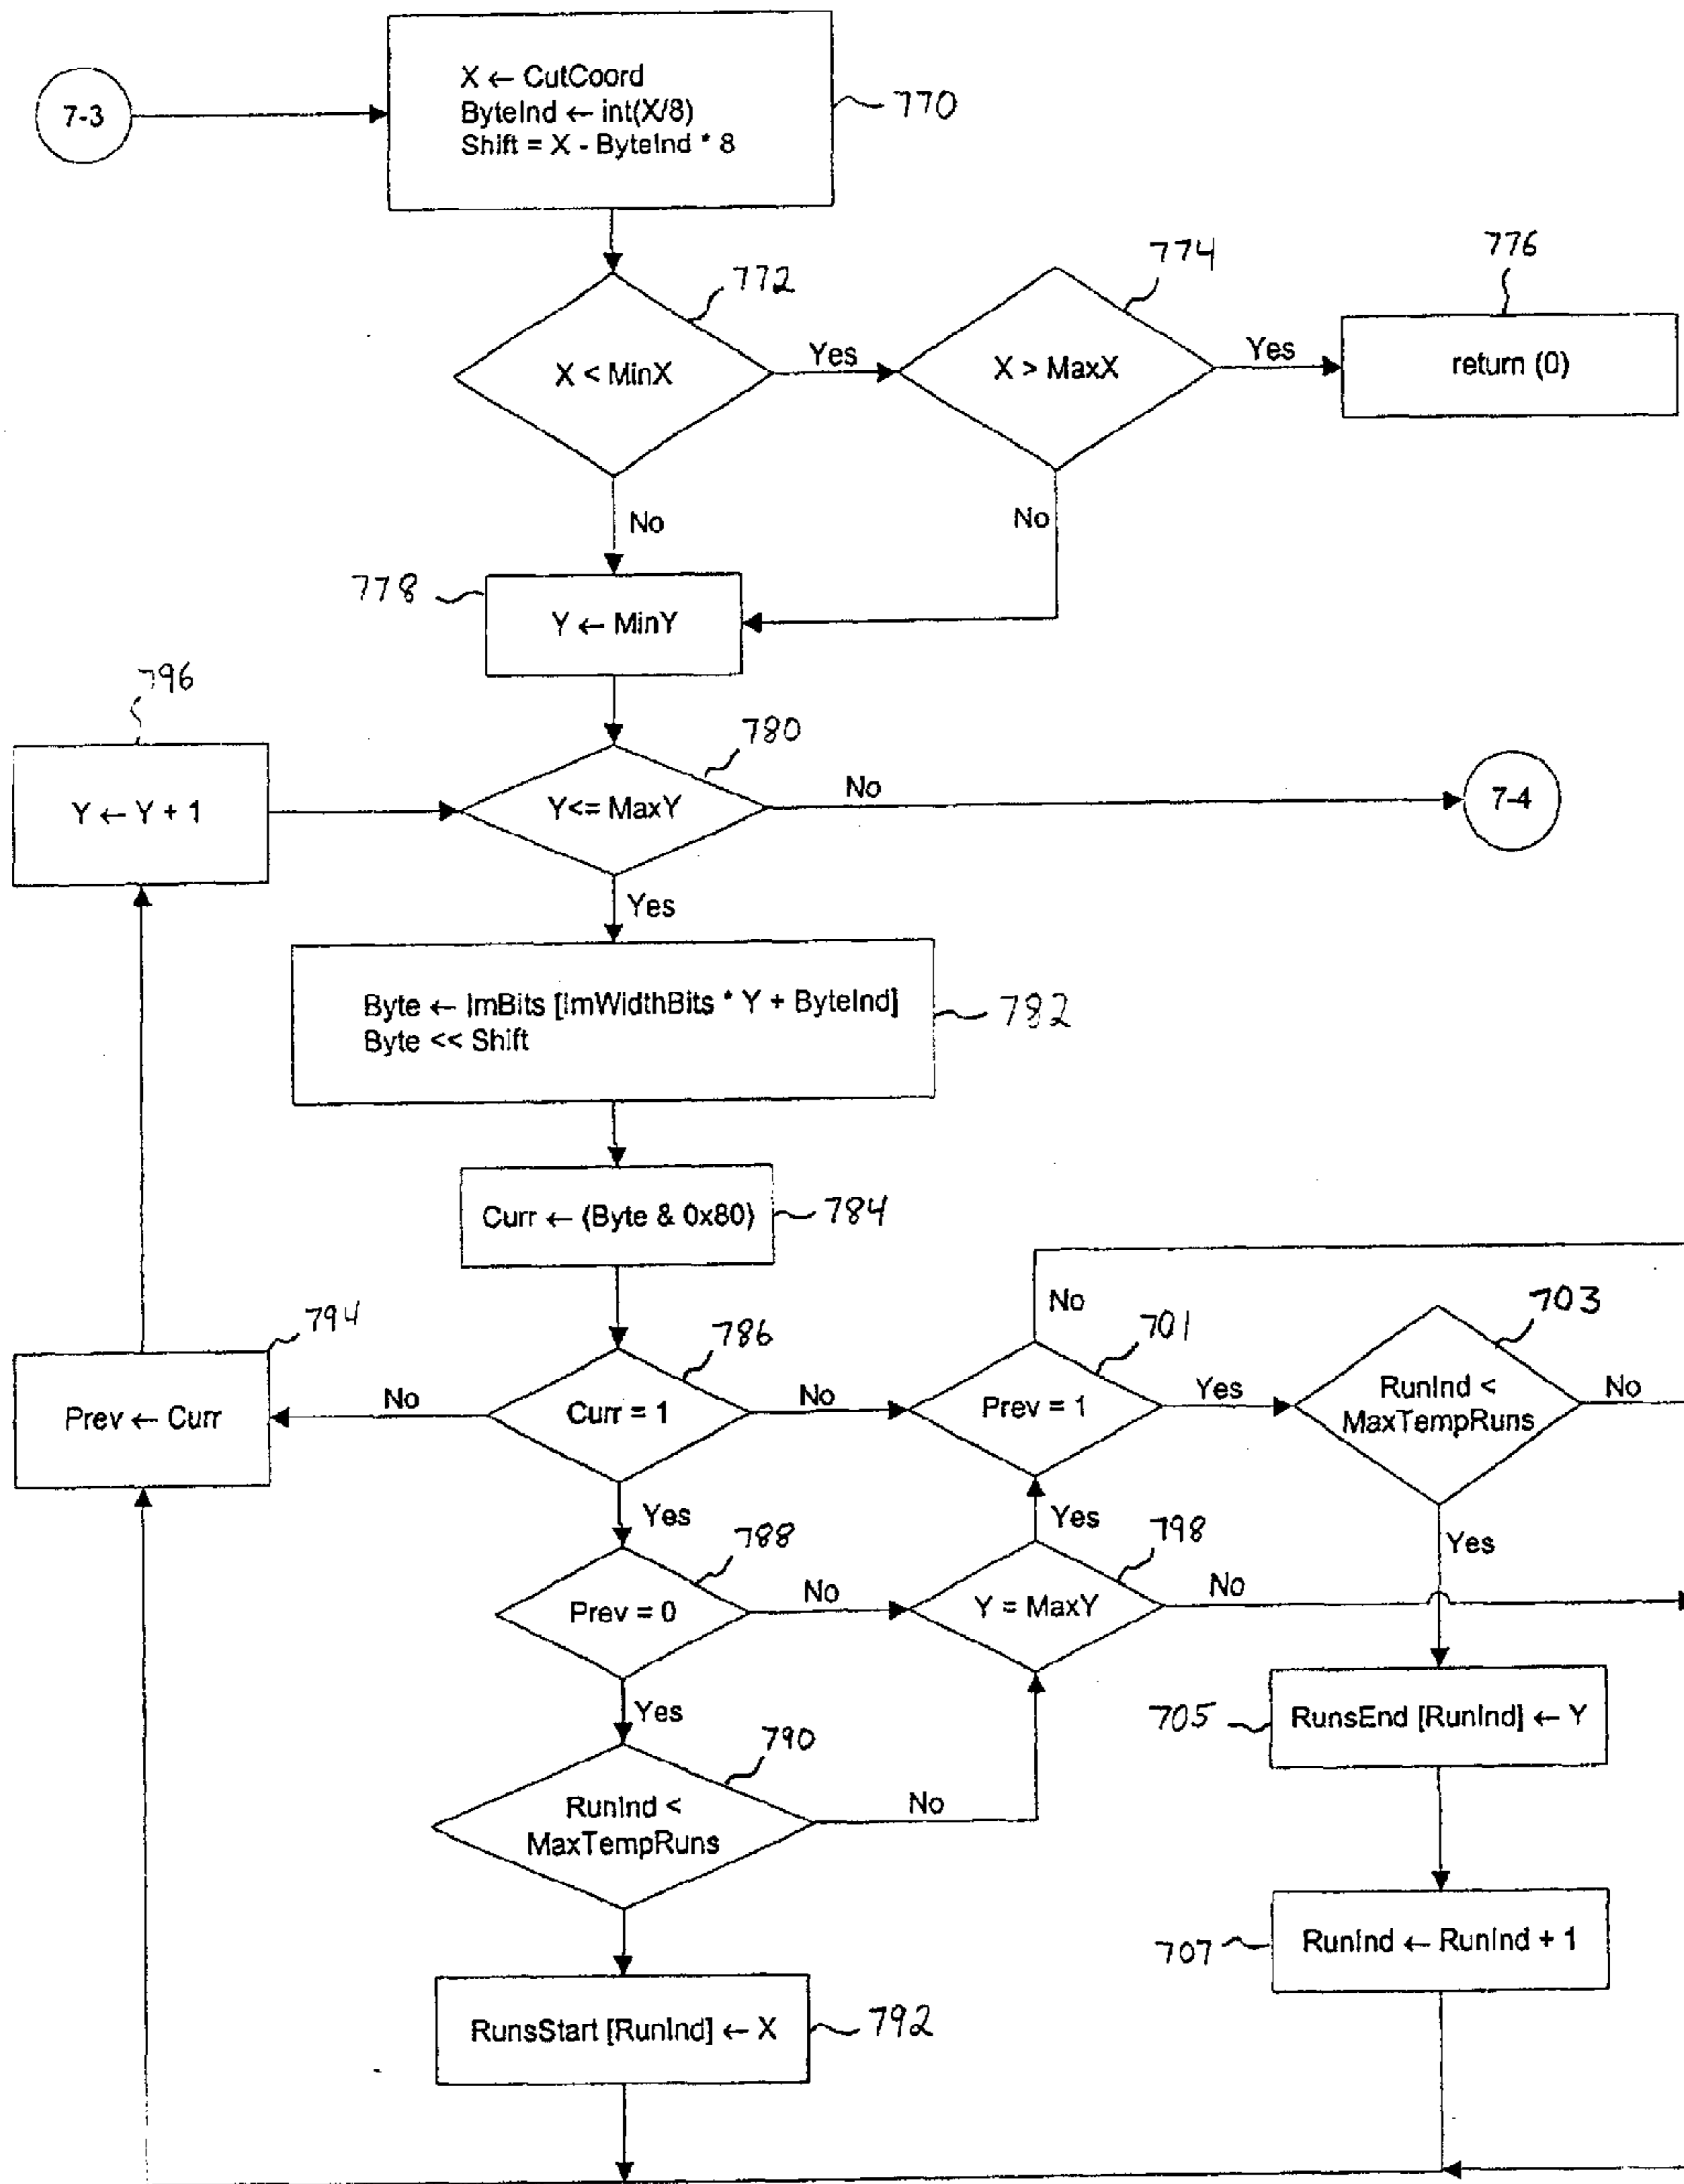 7-3
X ← CutCoord
ByteInd ← int(X/8)
Shift = X - ByteInd * 8
770
772
774
776
X < MinX
Yes
X > MaxX
Yes
return (0)
No
No
778
Y ← MinY
796
780
Y ← Y + 1
Y<= MaxY
No
7-4
Yes
Byte ← ImBits [ImWidthBits * Y + ByteInd]
Byte << Shift
782
Curr ← (Byte & 0x80)
784
794
786
No
701
703
Prev ← Curr
No
Curr = 1
No
Prev = 1
Yes
RunInd <
MaxTempRuns
No
Yes
788
Yes
798
Yes
Prev = 0
No
Y = MaxY
No
Yes
790
705
RunsEnd [RunInd] ← Y
RunInd <
MaxTempRuns
No
707
RunInd ← RunInd + 1
RunsStart [RunInd] ← X
792